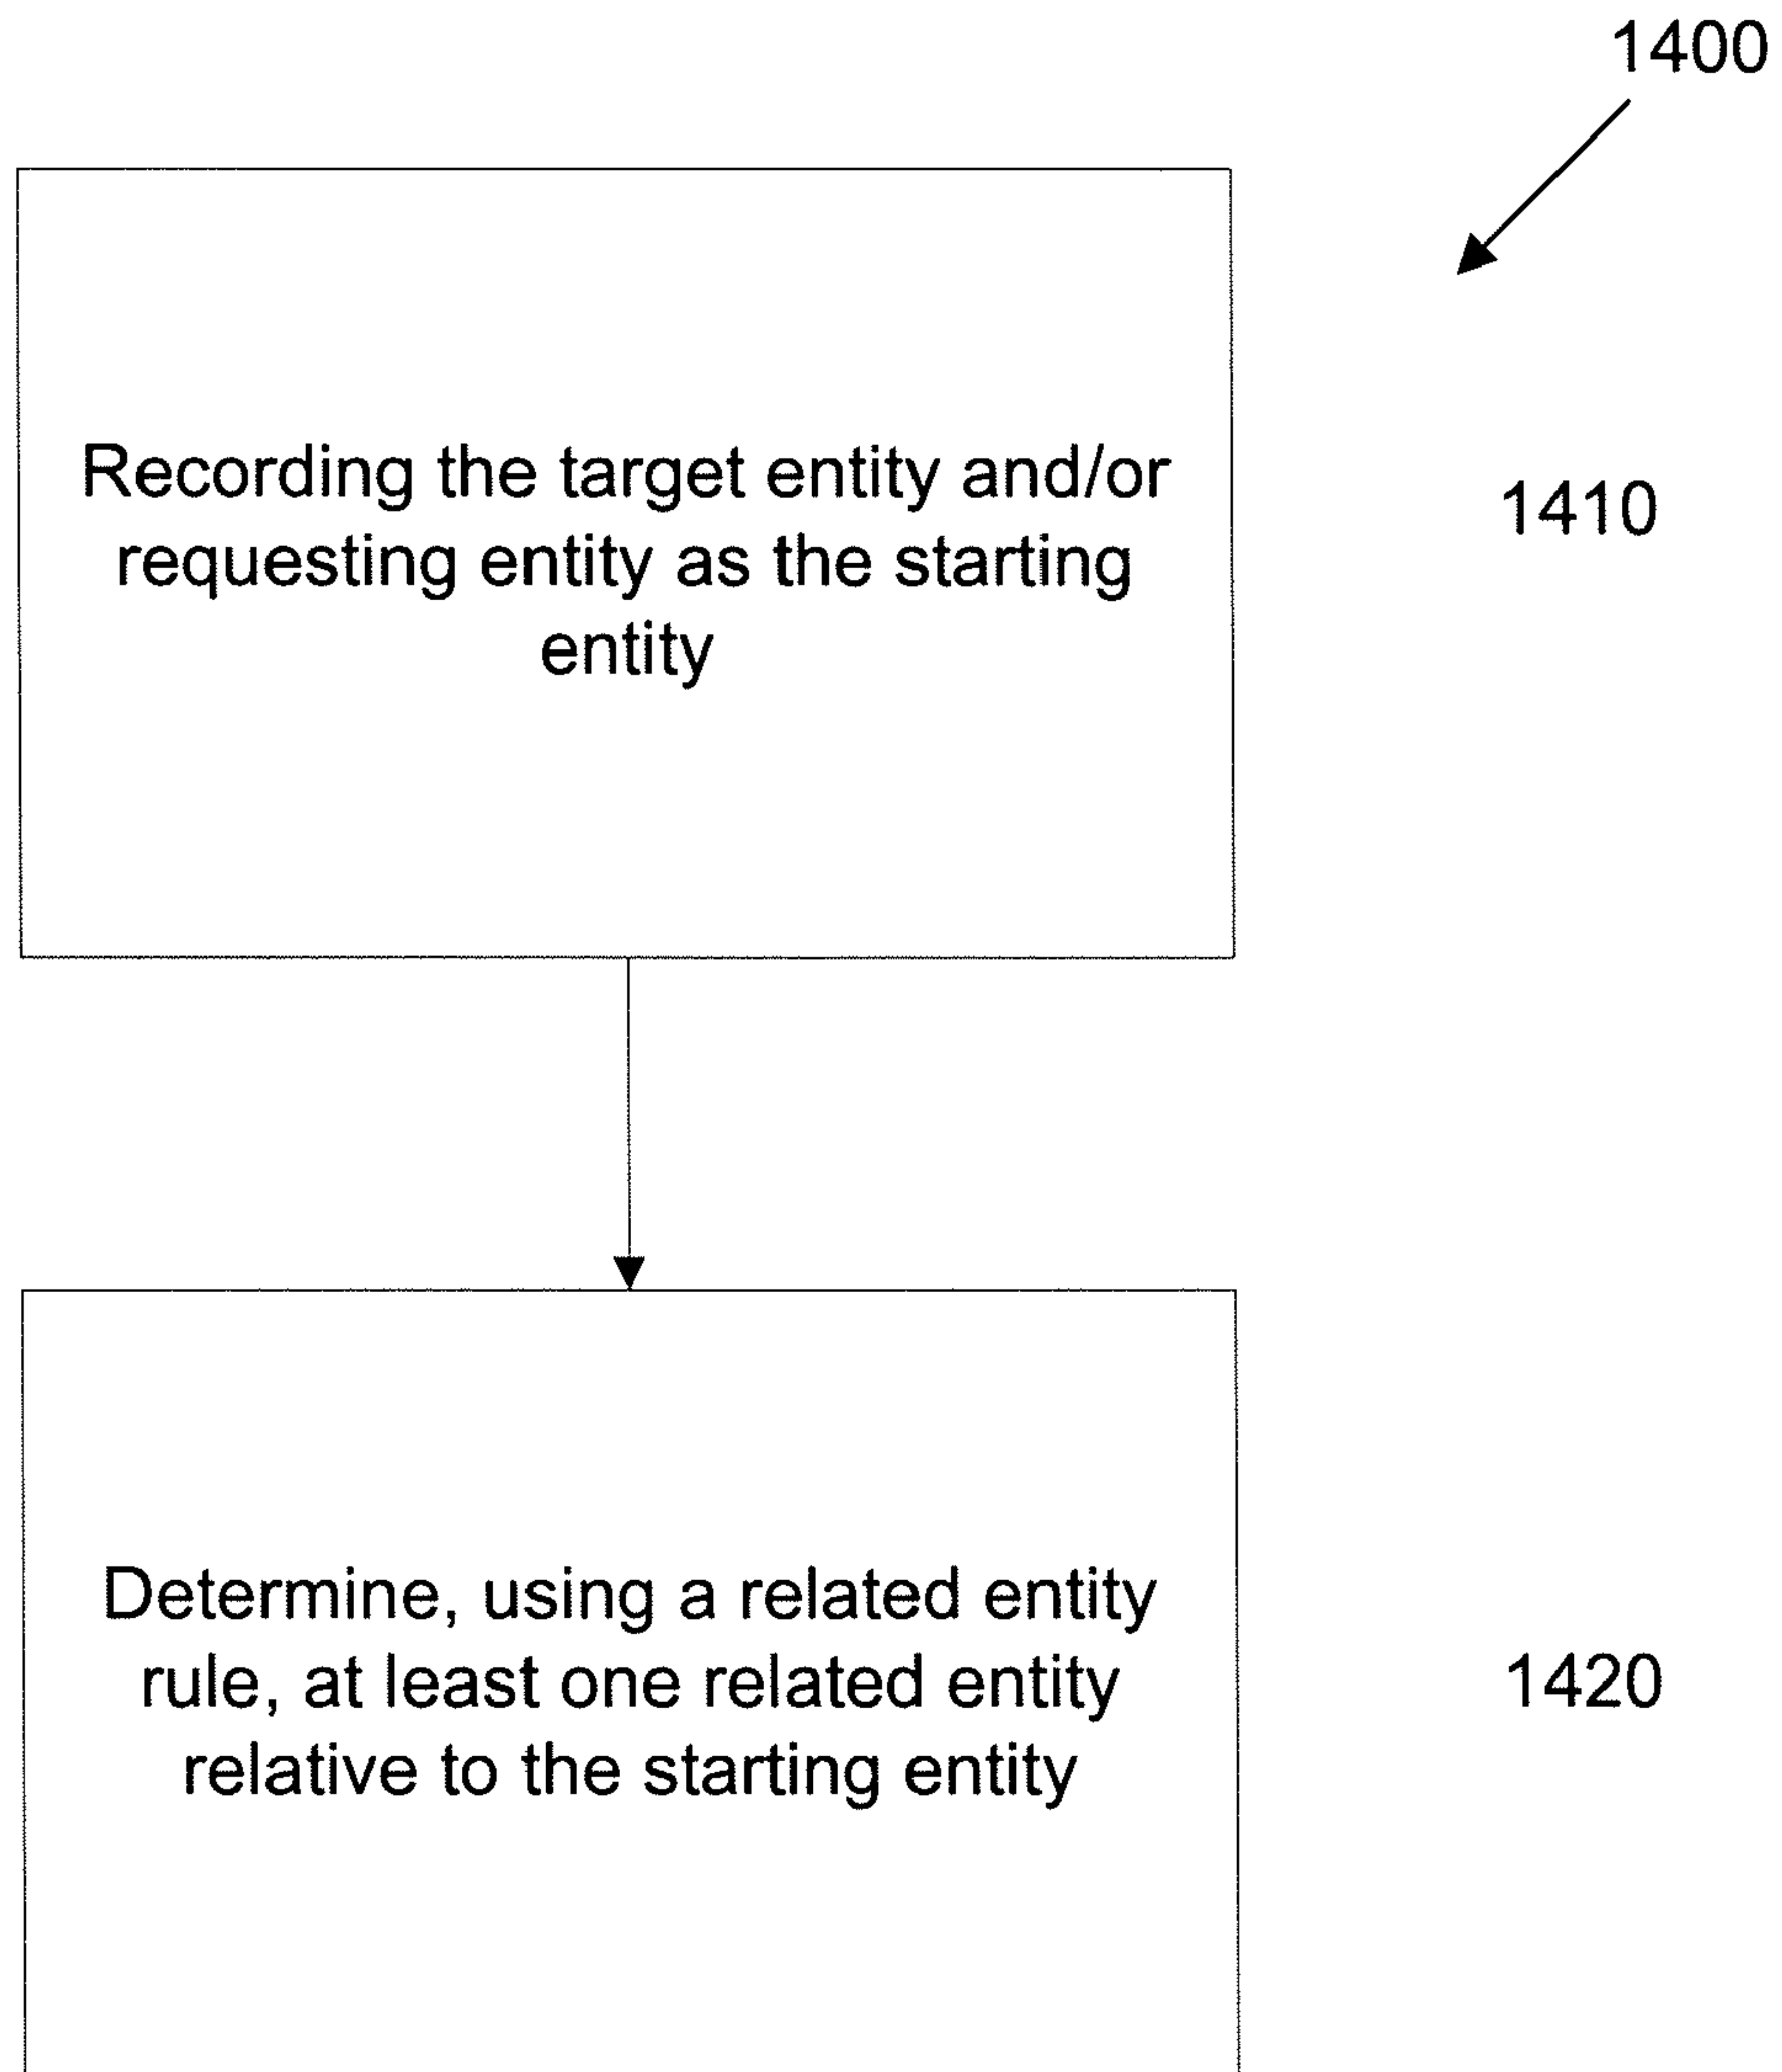 1400
Recording the target entity and/or
requesting entity as the starting
entity
1410
Determine, using a related entity
rule, at least one related entity
relative to the starting entity
1420